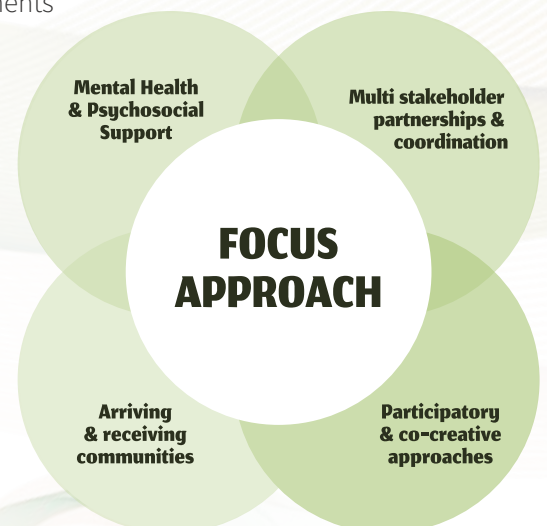 Mental Health
& Psychosocial
Support
Multi stakeholder
partnerships &
coordination
FOCUS
APPROACH
Arriving
& receiving
communities
Participatory
& co-creative
approaches